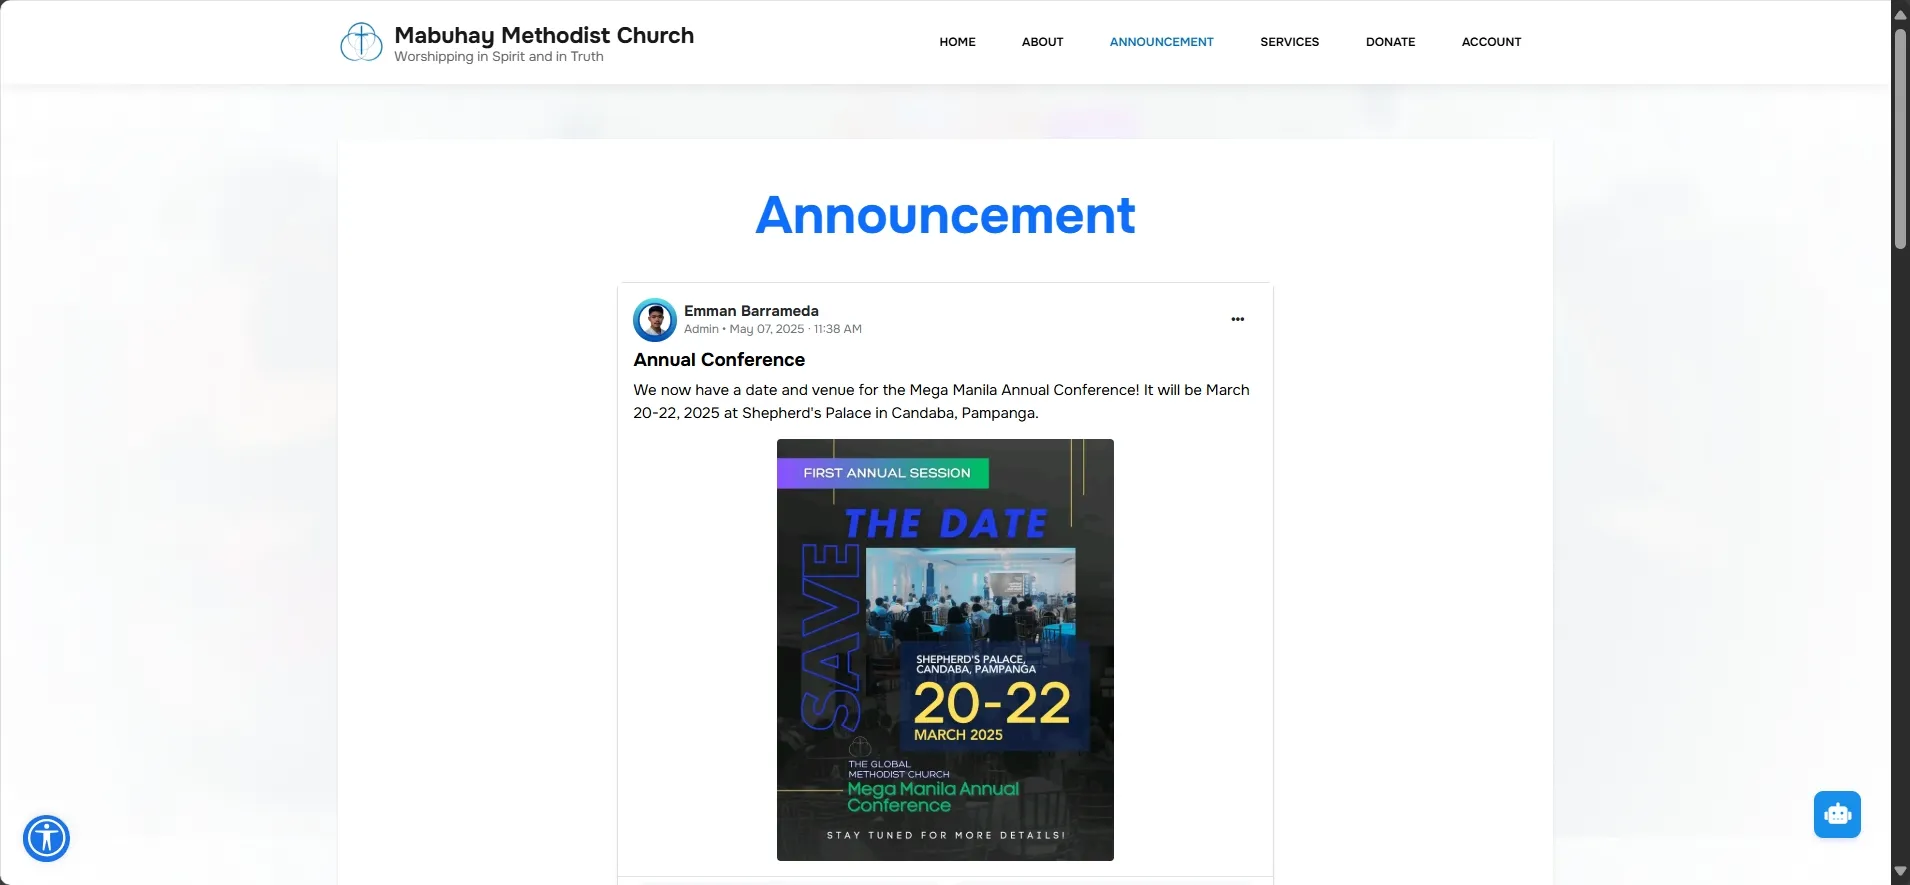 Mabuhay Methodist Church
Worshipping in Spirit and in Truth
HOME
ABOUT
ANNOUNCEMENT
SERVICES
DONATE
ACCOUNT
Announcement
Emman Barrameda
Admin • May 07, 2025 · 11:38 AM
Annual Conference
We now have a date and venue for the Mega Manila Annual Conference! It will be March
20-22, 2025 at Shepherd's Palace in Candaba, Pampanga.
FIRST ANNUAL SESSION
SAVE
THE DATE
SHEPHERD'S PALACE,
CANDABA, PAMPANGA
20-22
MARCH 2025
THE GLOBAL
METHODIST CHURCH
Mega Manila Annual
Conference
STAY TUNED FOR MORE DETAILS!